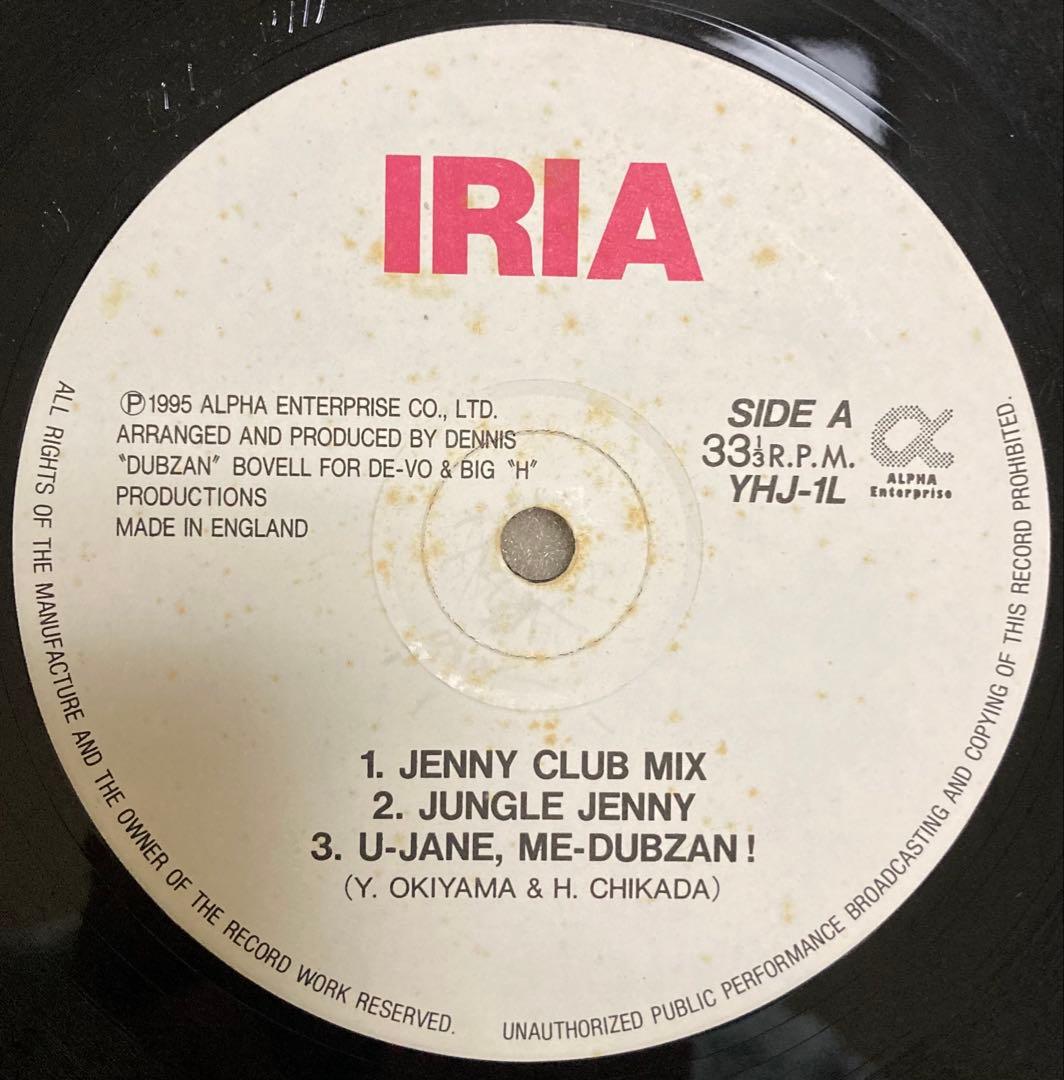 IRIA
Ⓟ1995 ALPHA ENTERPRISE CO., LTD.
ARRANGED AND PRODUCED BY DENNIS
"DUBZAN" BOVELL FOR DE-VO & BIG "H"
PRODUCTIONS
MADE IN ENGLAND
SIDE A
33⅓R.P.M.
YHJ-1L
α
ALPHA
Enterprise
1. JENNY CLUB MIX
2. JUNGLE JENNY
3. U-JANE, ME-DUBZAN!
(Y. OKIYAMA & H. CHIKADA)
ALL RIGHTS OF THE MANUFACTURE AND THE OWNER OF THE RECORD WORK RESERVED.
UNAUTHORIZED PUBLIC PERFORMANCE BROADCASTING AND COPYING OF THIS RECORD PROHIBITED.